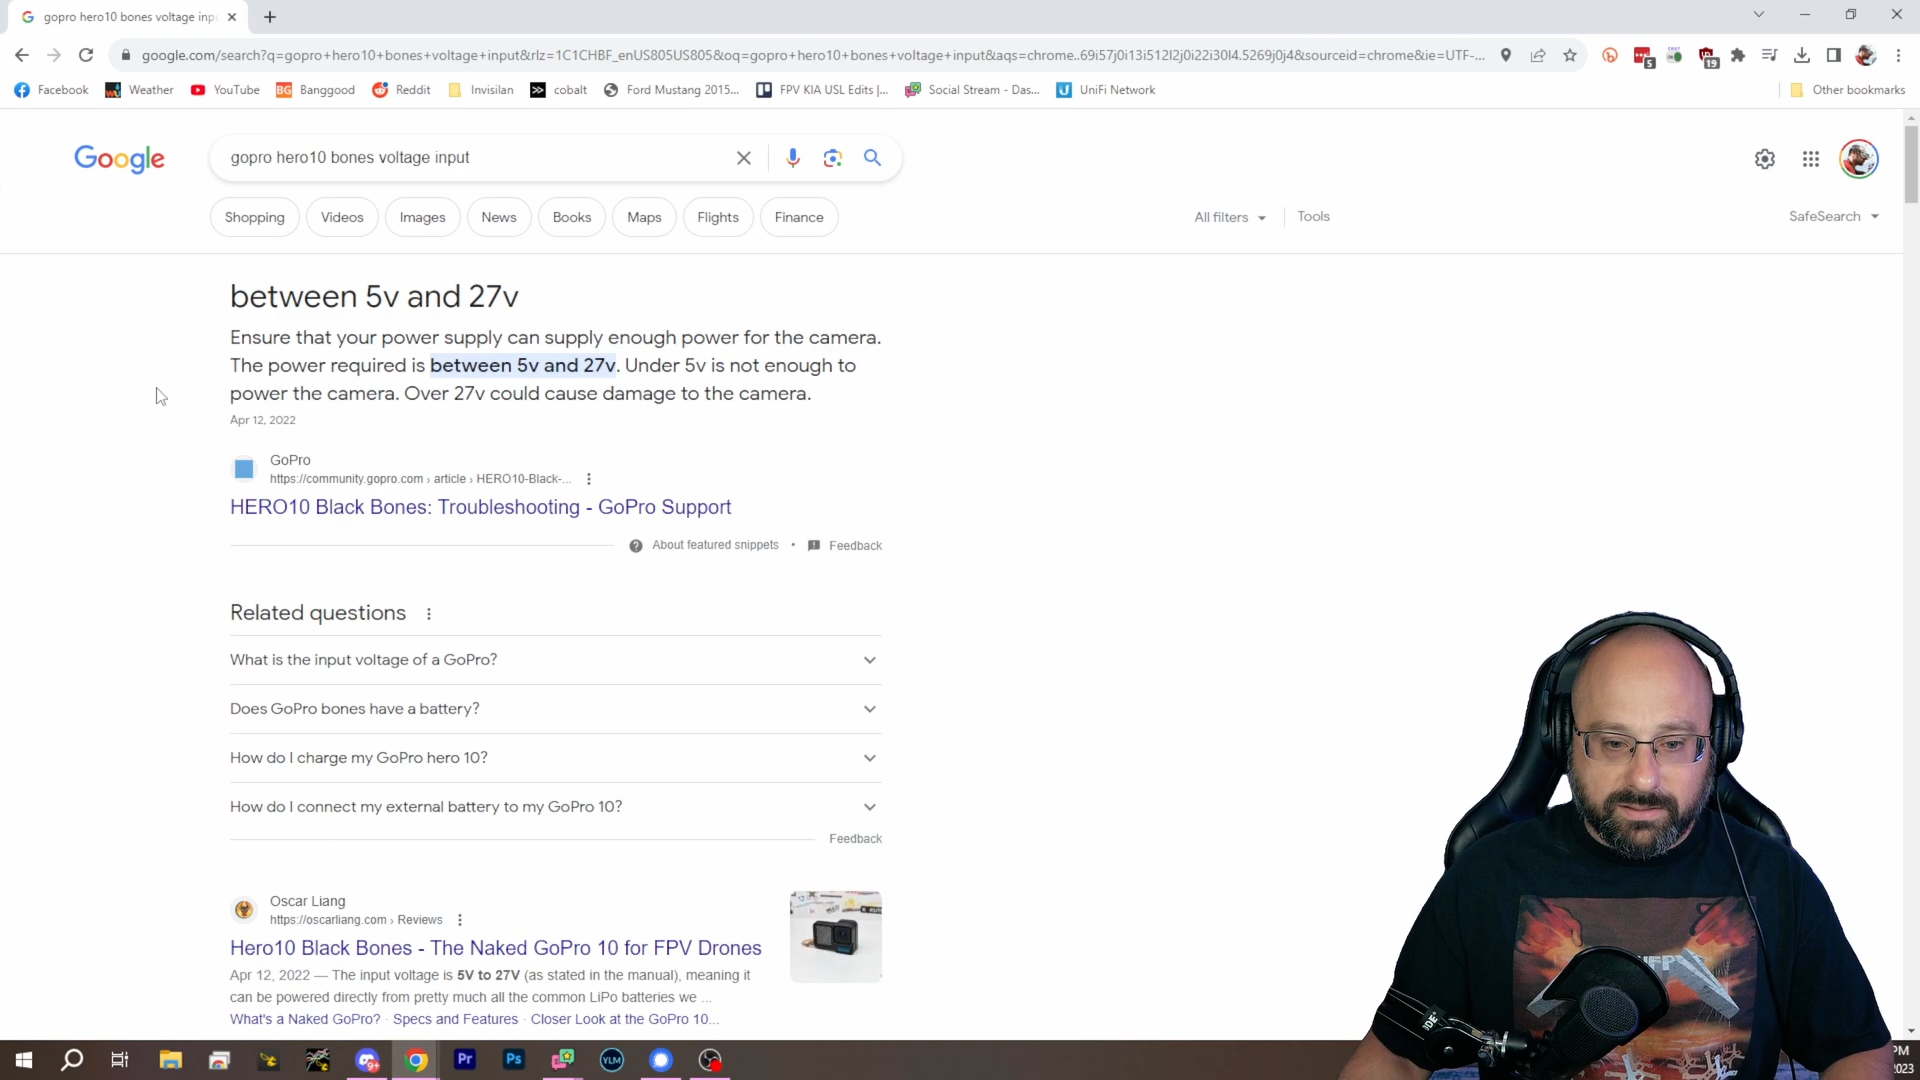 gopro hero10 bones voltage inp
google.com/search?q=gopro+hero10+bones+voltage+input&rlz=1C1CHBF_enUS805US805&oq=gopro+hero10+bones+voltage+input&aqs=chrome..69i57j0i13i512l2j0i22i30l4.5269j0j4&sourceid=chrome&ie=UTF-...
5
19
Facebook
Weather
YouTube
BG Banggood
Reddit
Invisilan
cobalt
Ford Mustang 2015...
FPV KIA USL Edits |...
Social Stream - Das...
UniFi Network
Other bookmarks
Google
gopro hero10 bones voltage input
Shopping
Videos
Images
News
Books
Maps
Flights
Finance
All filters
Tools
SafeSearch
between 5v and 27v
Ensure that your power supply can supply enough power for the camera.
The power required is between 5v and 27v. Under 5v is not enough to
power the camera. Over 27v could cause damage to the camera.
Apr 12, 2022
GoPro
https://community.gopro.com › article › HERO10-Black-...
HERO10 Black Bones: Troubleshooting - GoPro Support
About featured snippets • Feedback
Related questions
What is the input voltage of a GoPro?
Does GoPro bones have a battery?
How do I charge my GoPro hero 10?
How do I connect my external battery to my GoPro 10?
Feedback
Oscar Liang
https://oscarliang.com › Reviews
Hero10 Black Bones - The Naked GoPro 10 for FPV Drones
Apr 12, 2022 — The input voltage is 5V to 27V (as stated in the manual), meaning it
can be powered directly from pretty much all the common LiPo batteries we ...
What's a Naked GoPro? · Specs and Features · Closer Look at the GoPro 10...
9+
Pr
Ps
YLM
PM
2023